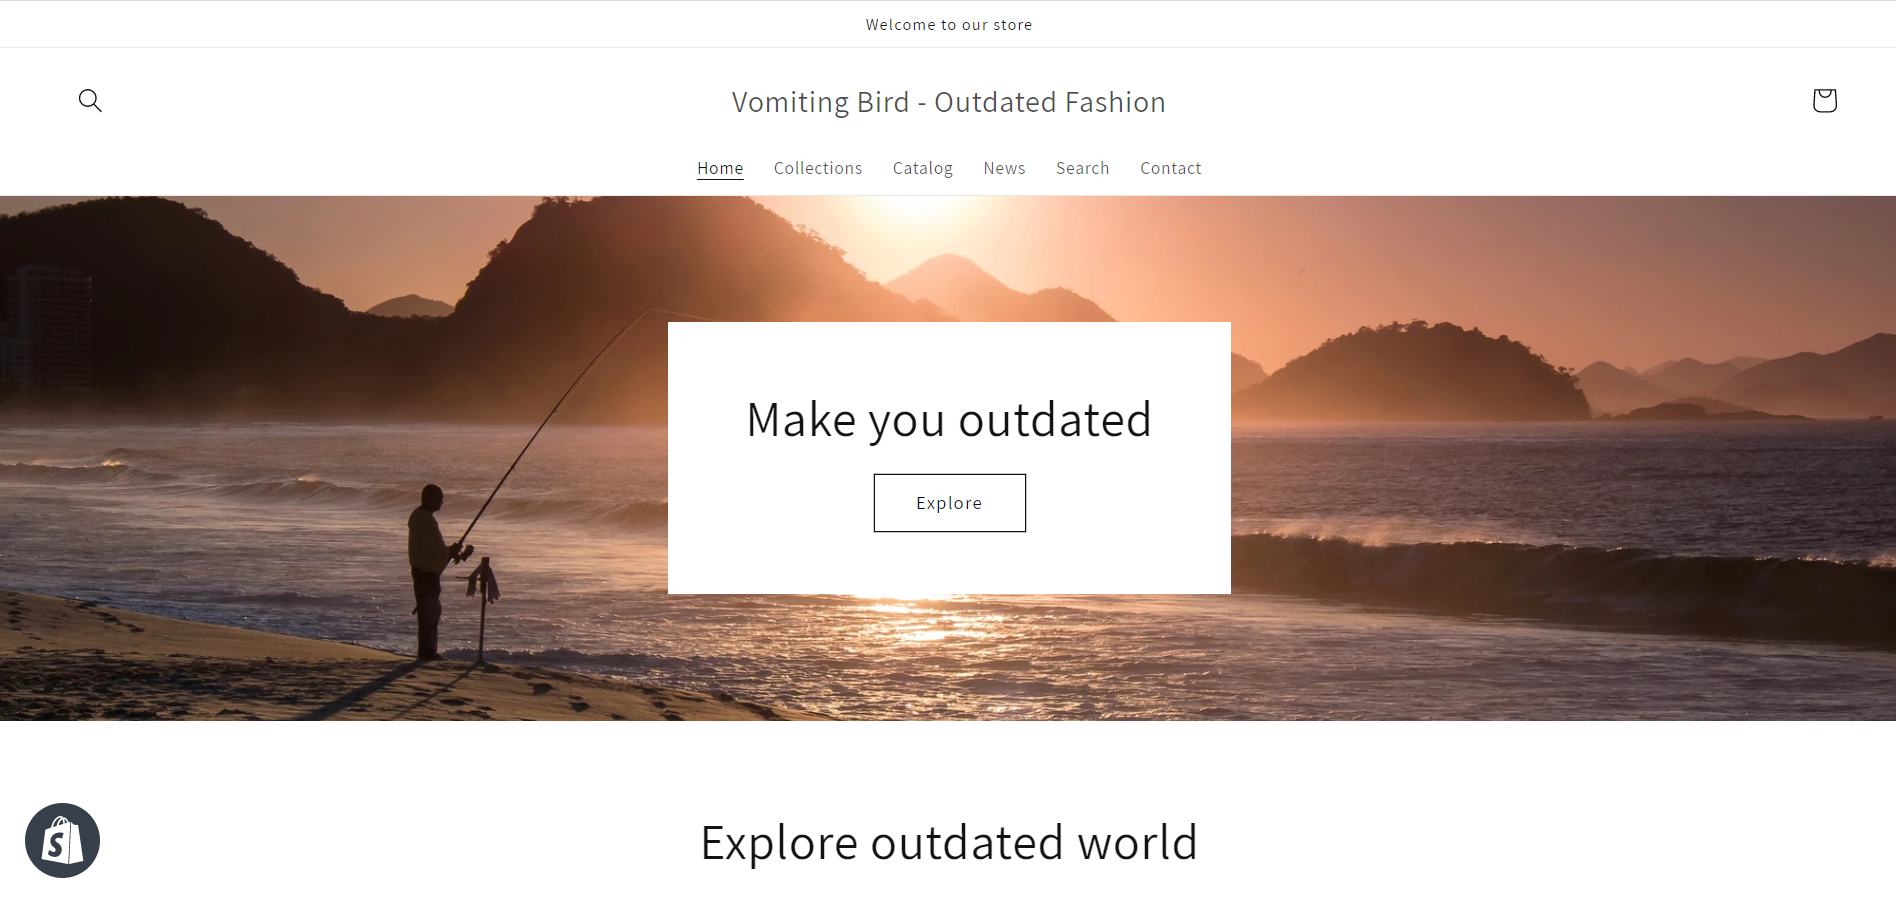 Welcome to our store
Vomiting Bird - Outdated Fashion
Home Collections Catalog News Search Contact
Make you outdated
Explore
Explore outdated world
S